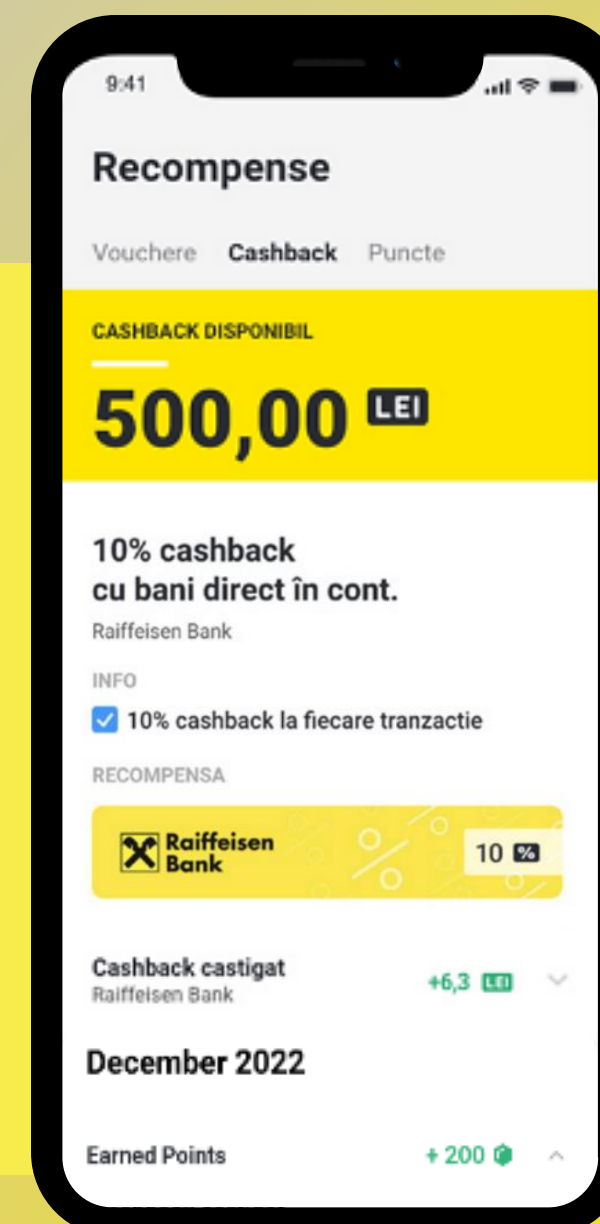 9:41
Recompense
Vouchere Cashback Puncte
CASHBACK DISPONIBIL
500,00 LEI
10% cashback
cu bani direct în cont.
Raiffeisen Bank
INFO
10% cashback la fiecare tranzactie
RECOMPENSA
Raiffeisen
Bank
10 %
Cashback castigat
Raiffeisen Bank
+6,3 LEI
December 2022
Earned Points + 200